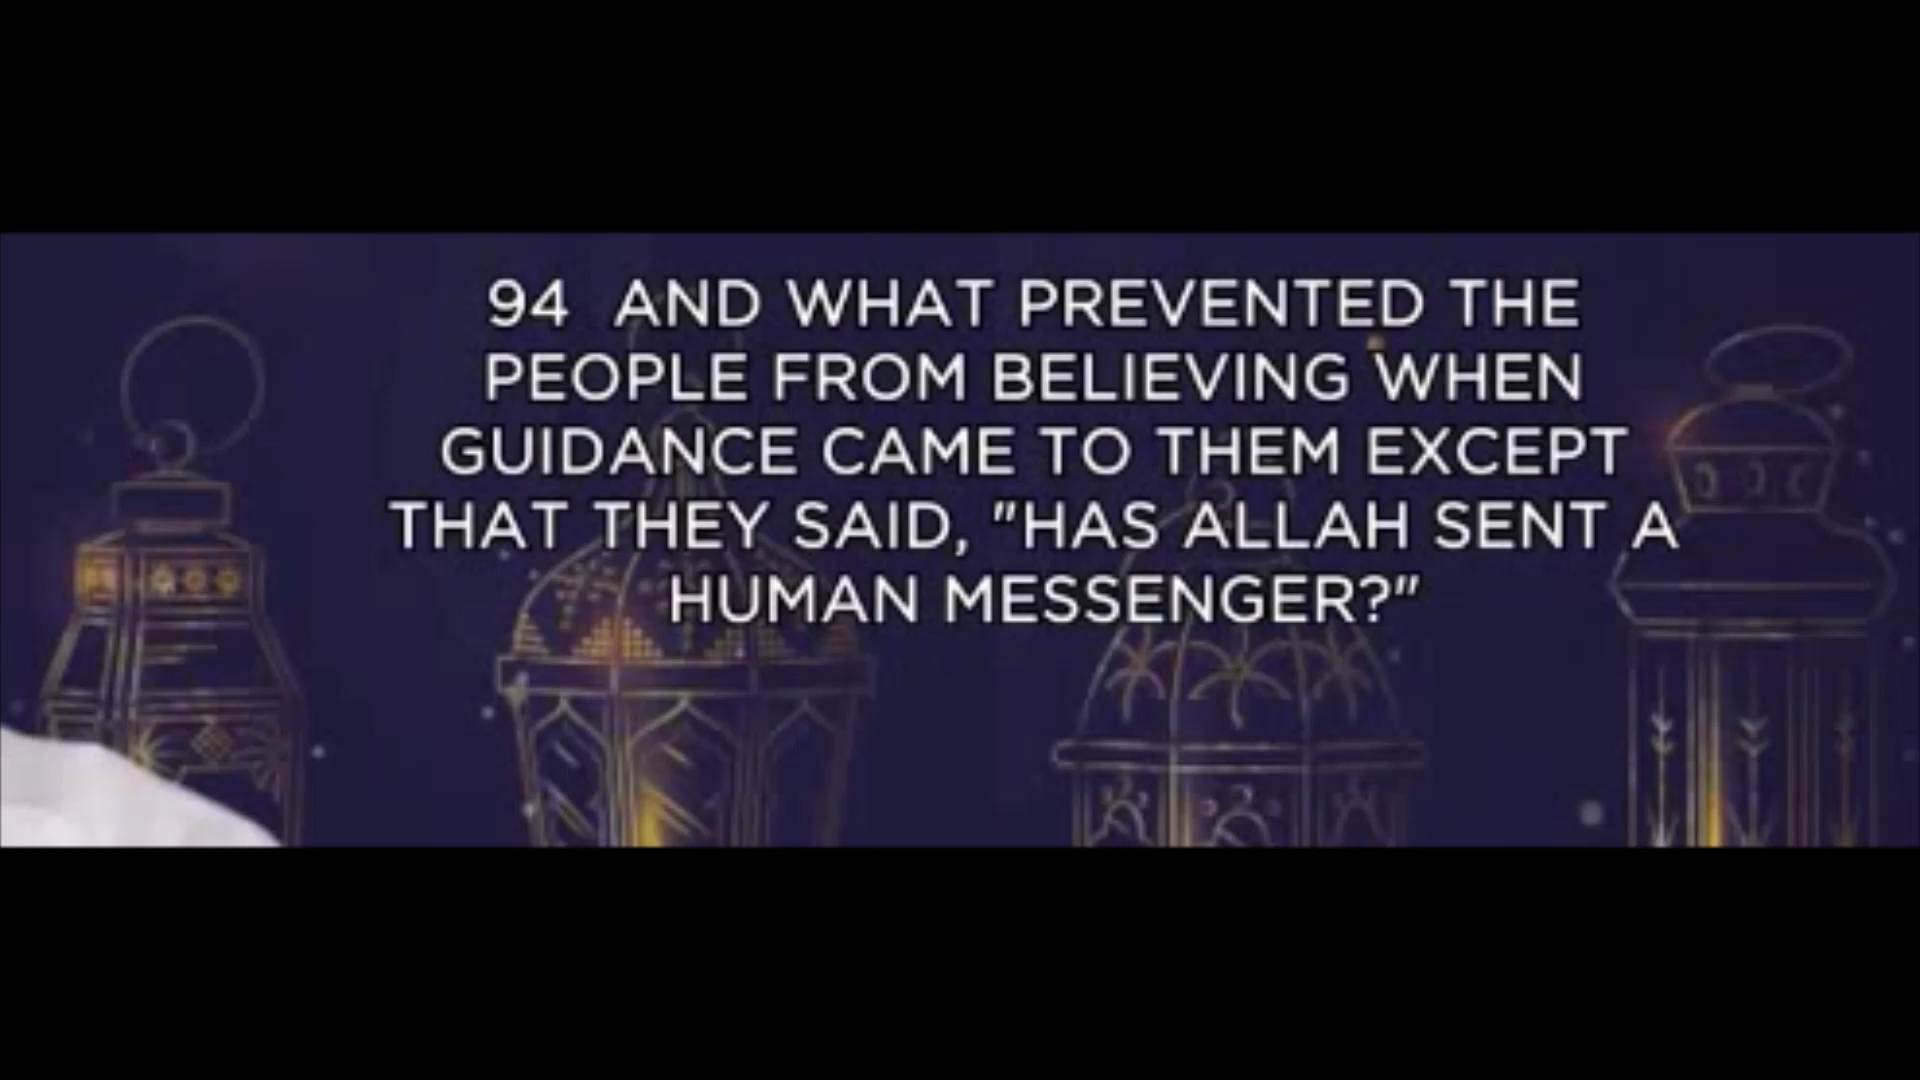 94 AND WHAT PREVENTED THE
PEOPLE FROM BELIEVING WHEN
GUIDANCE CAME TO THEM EXCEPT
THAT THEY SAID, "HAS ALLAH SENT A
HUMAN MESSENGER?"